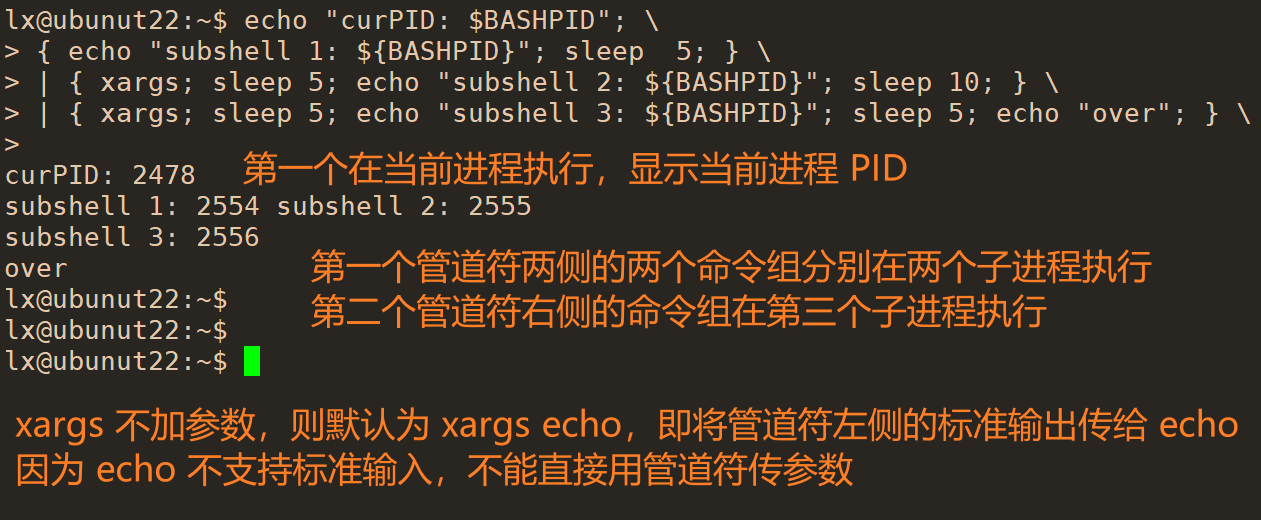 lx@ubunut22:~$ echo "curPID: $BASHPID"; \
> { echo "subshell 1: ${BASHPID}"; sleep  5; } \
> | { xargs; sleep 5; echo "subshell 2: ${BASHPID}"; sleep 10; } \
> | { xargs; sleep 5; echo "subshell 3: ${BASHPID}"; sleep 5; echo "over"; } \
>
curPID: 2478 第一个在当前进程执行，显示当前进程 PID
subshell 1: 2554 subshell 2: 2555
subshell 3: 2556
over 第一个管道符两侧的两个命令组分别在两个子进程执行
lx@ubunut22:~$ 第二个管道符右侧的命令组在第三个子进程执行
lx@ubunut22:~$
lx@ubunut22:~$
xargs 不加参数，则默认为 xargs echo，即将管道符左侧的标准输出传给 echo
因为 echo 不支持标准输入，不能直接用管道符传参数